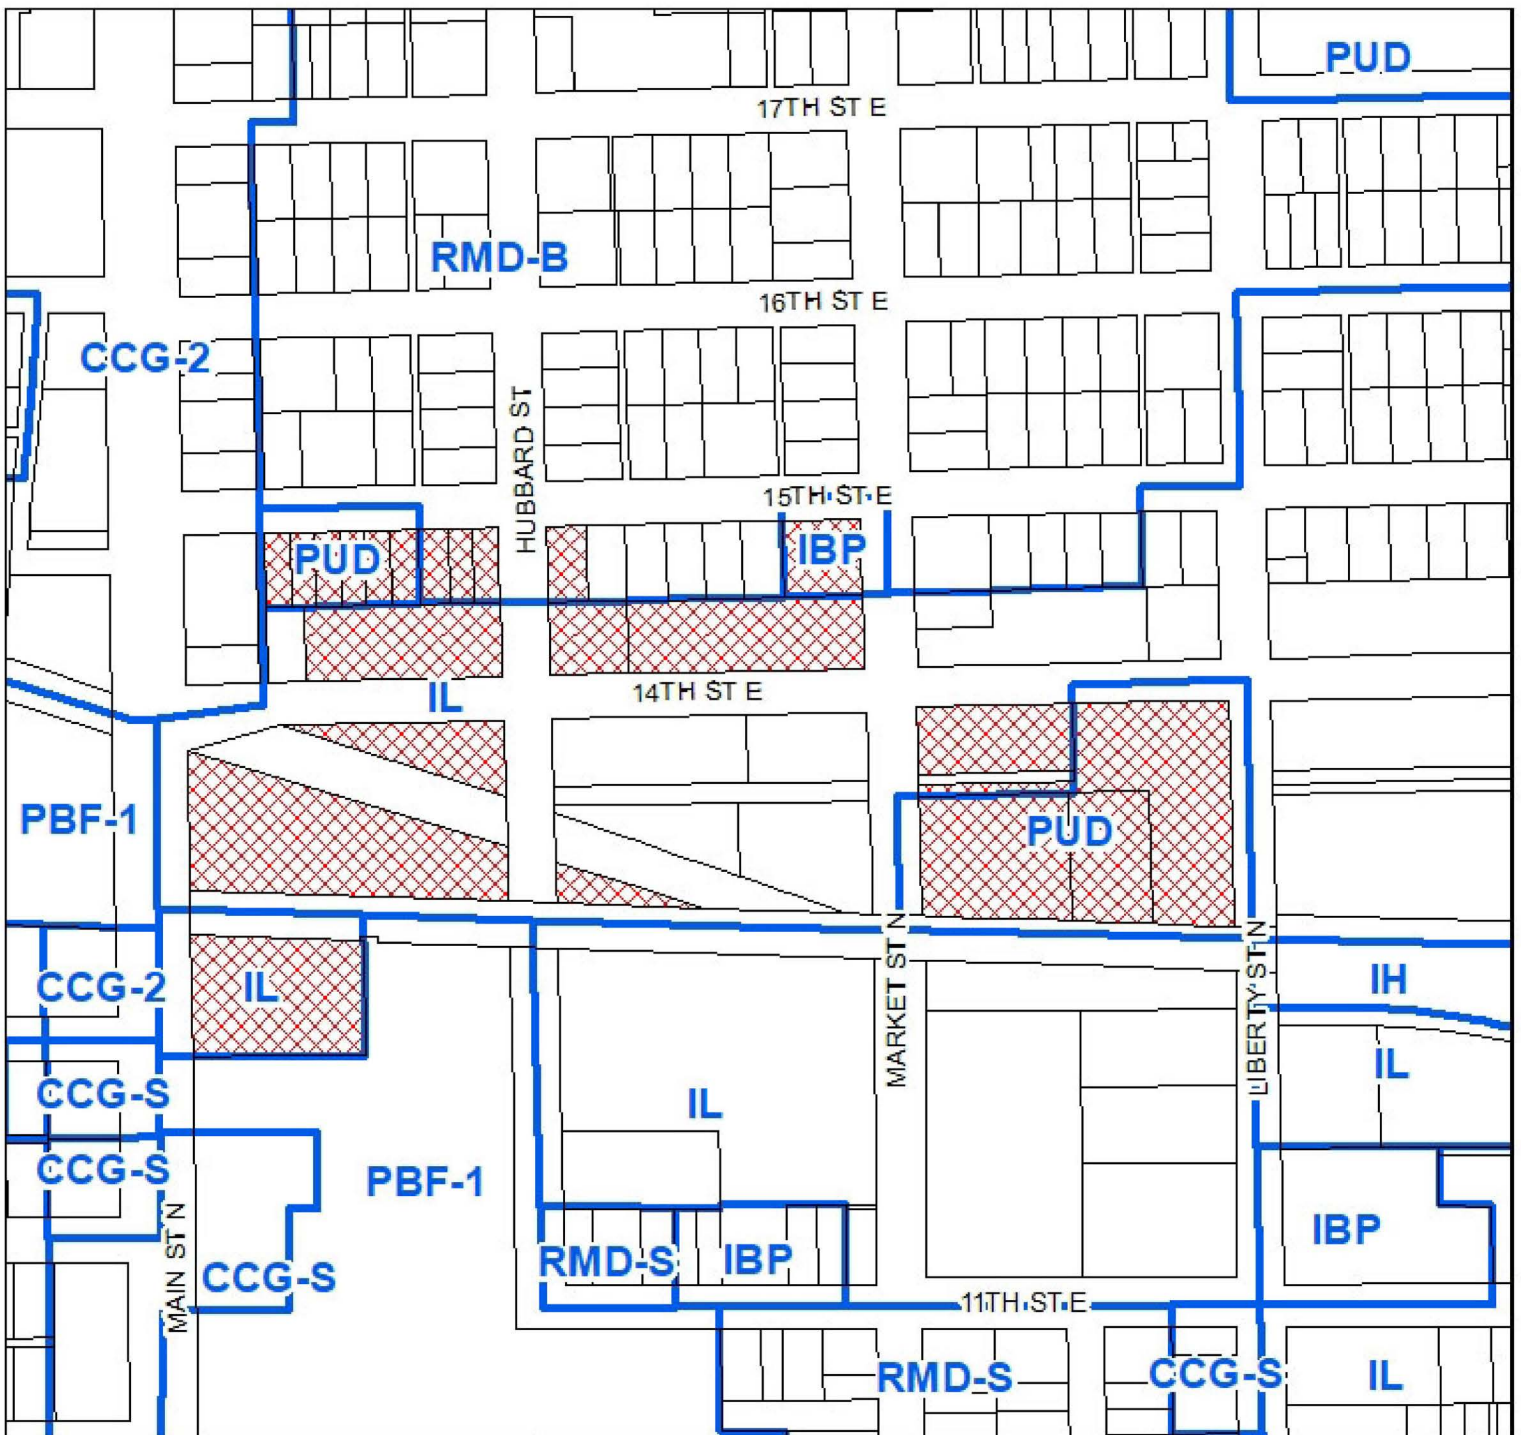 PUD
17TH ST E
RMD-B
16TH ST E
CCG-2
HUBBARD ST
15TH ST E
PUD
IBP
14TH ST E
IL
PBF-1
PUD
MARKET ST N
LIBERTY ST N
CCG-2
IL
IH
IL
CCG-S
IL
CCG-S
PBF-1
MAIN ST N
CCG-S
RMD-S
IBP
IBP
11TH ST E
RMD-S
CCG-S
IL